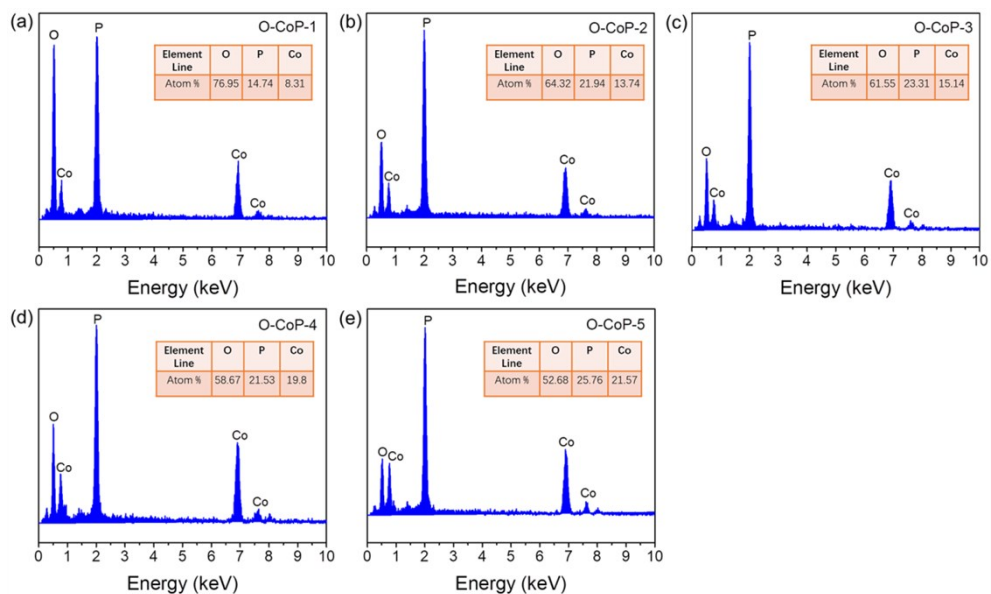 (a)
O-CoP-1
O
P
Co
Co
Co
Element Line O P Co
Atom % 76.95 14.74 8.31
0 1 2 3 4 5 6 7 8 9 10
Energy (keV)
(b)
O-CoP-2
O
P
Co
Co
Co
Element Line O P Co
Atom % 64.32 21.94 13.74
0 1 2 3 4 5 6 7 8 9 10
Energy (keV)
(c)
O-CoP-3
O
P
Co
Co
Co
Element Line O P Co
Atom % 61.55 23.31 15.14
0 1 2 3 4 5 6 7 8 9 10
Energy (keV)
(d)
O-CoP-4
O
P
Co
Co
Co
Element Line O P Co
Atom % 58.67 21.53 19.8
0 1 2 3 4 5 6 7 8 9 10
Energy (keV)
(e)
O-CoP-5
O
P
Co
Co
Co
Element Line O P Co
Atom % 52.68 25.76 21.57
0 1 2 3 4 5 6 7 8 9 10
Energy (keV)